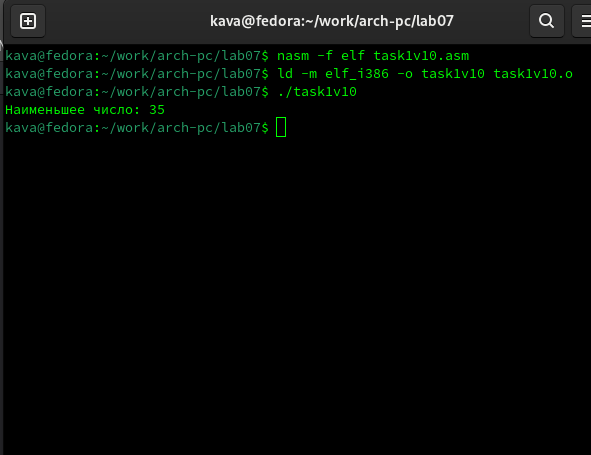 kava@fedora:~/work/arch-pc/lab07
kava@fedora:~/work/arch-pc/lab07$ nasm -f elf task1v10.asm
kava@fedora:~/work/arch-pc/lab07$ ld -m elf_i386 -o task1v10 task1v10.o
kava@fedora:~/work/arch-pc/lab07$ ./task1v10
Наименьшее число: 35
kava@fedora:~/work/arch-pc/lab07$